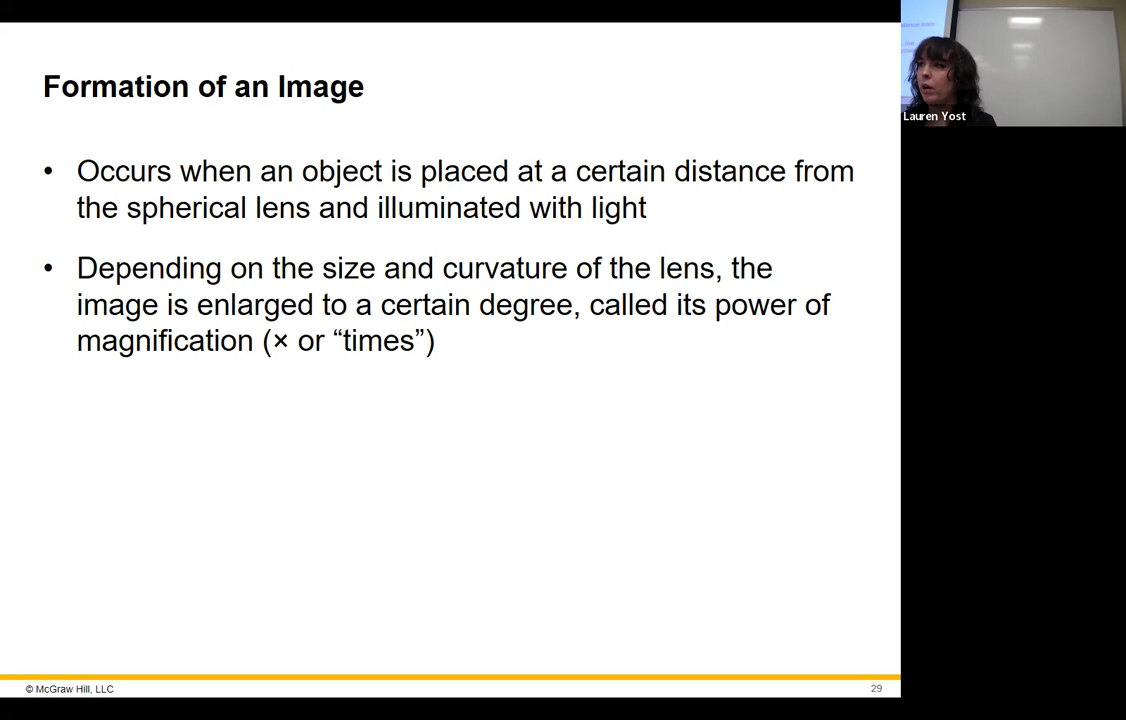 Formation of an Image
• Occurs when an object is placed at a certain distance from
the spherical lens and illuminated with light
• Depending on the size and curvature of the lens, the
image is enlarged to a certain degree, called its power of
magnification (× or “times”)
© McGraw Hill, LLC
29
Lauren Yost